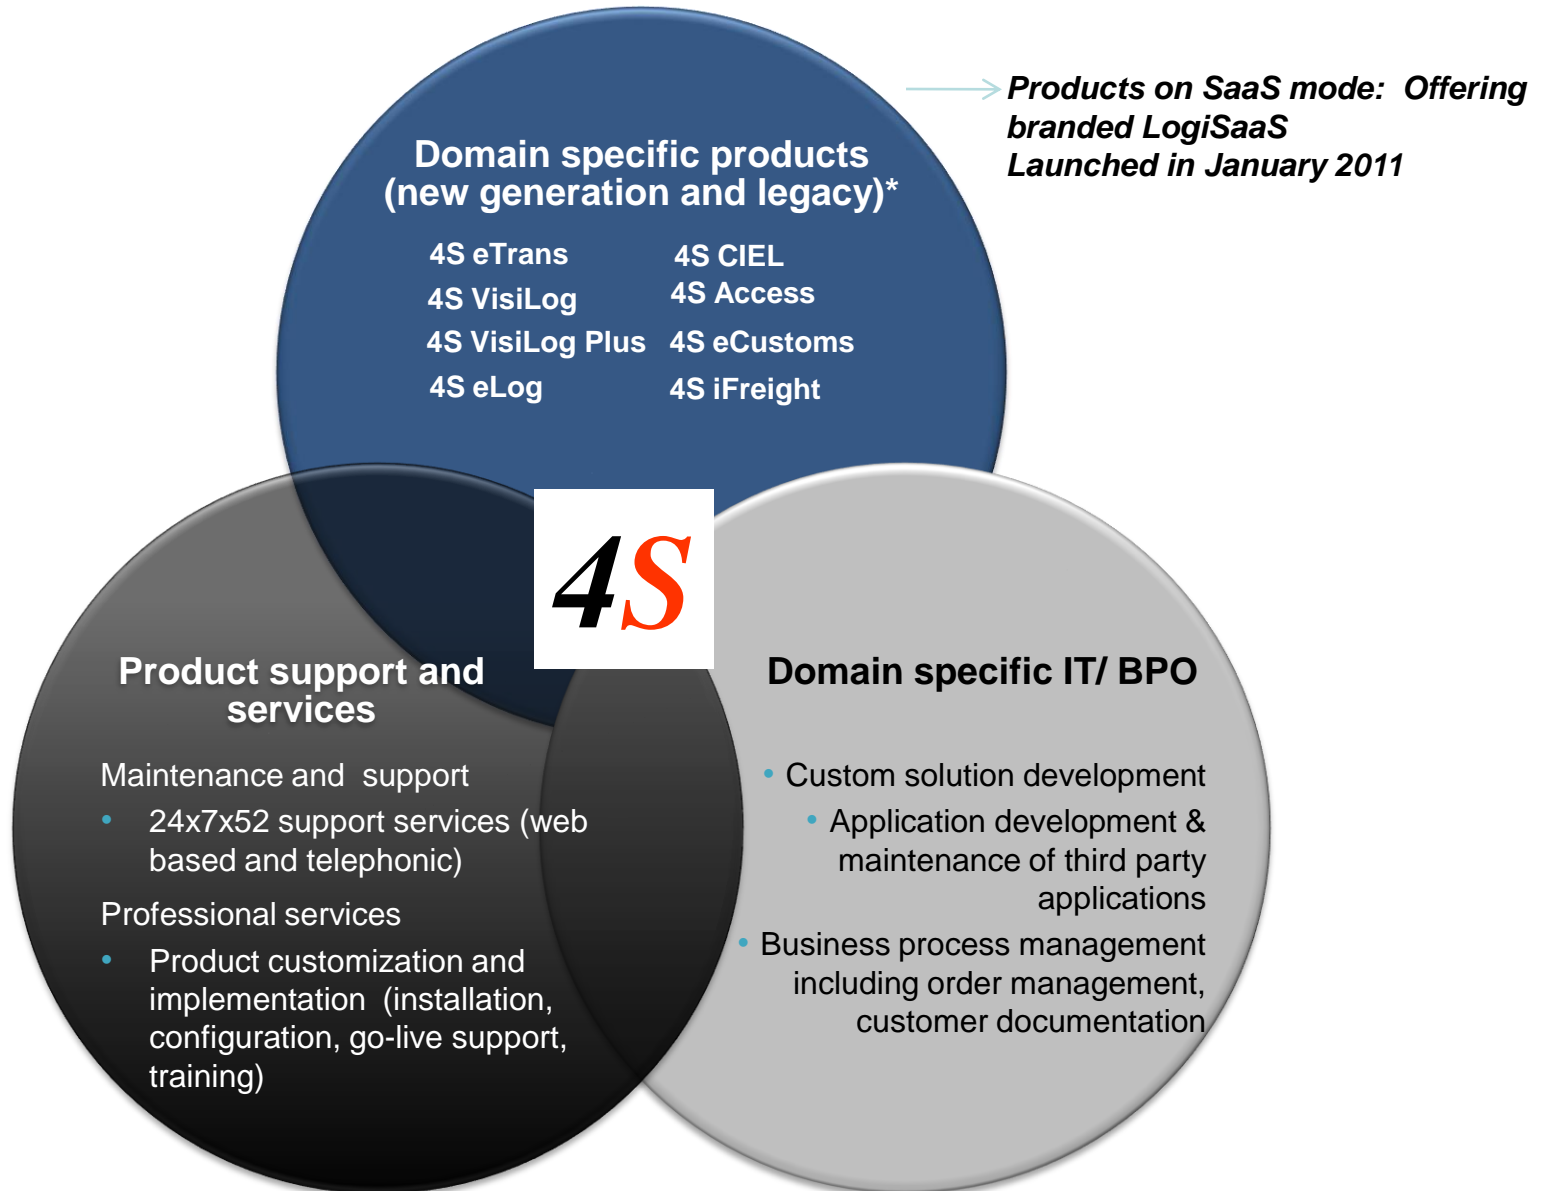 Products on SaaS mode:  Offering
branded LogiSaaS
Launched in January 2011
Domain specific products
(new generation and legacy)*
4S eTrans
4S VisiLog
4S VisiLog Plus
4S eLog
4S CIEL
4S Access
4S eCustoms
4S iFreight
4S
Product support and
services
Maintenance and  support
• 24x7x52 support services (web
based and telephonic)
Professional services
• Product customization and
implementation  (installation,
configuration, go-live support,
training)
Domain specific IT/ BPO
• Custom solution development
• Application development &
maintenance of third party
applications
• Business process management
including order management,
customer documentation